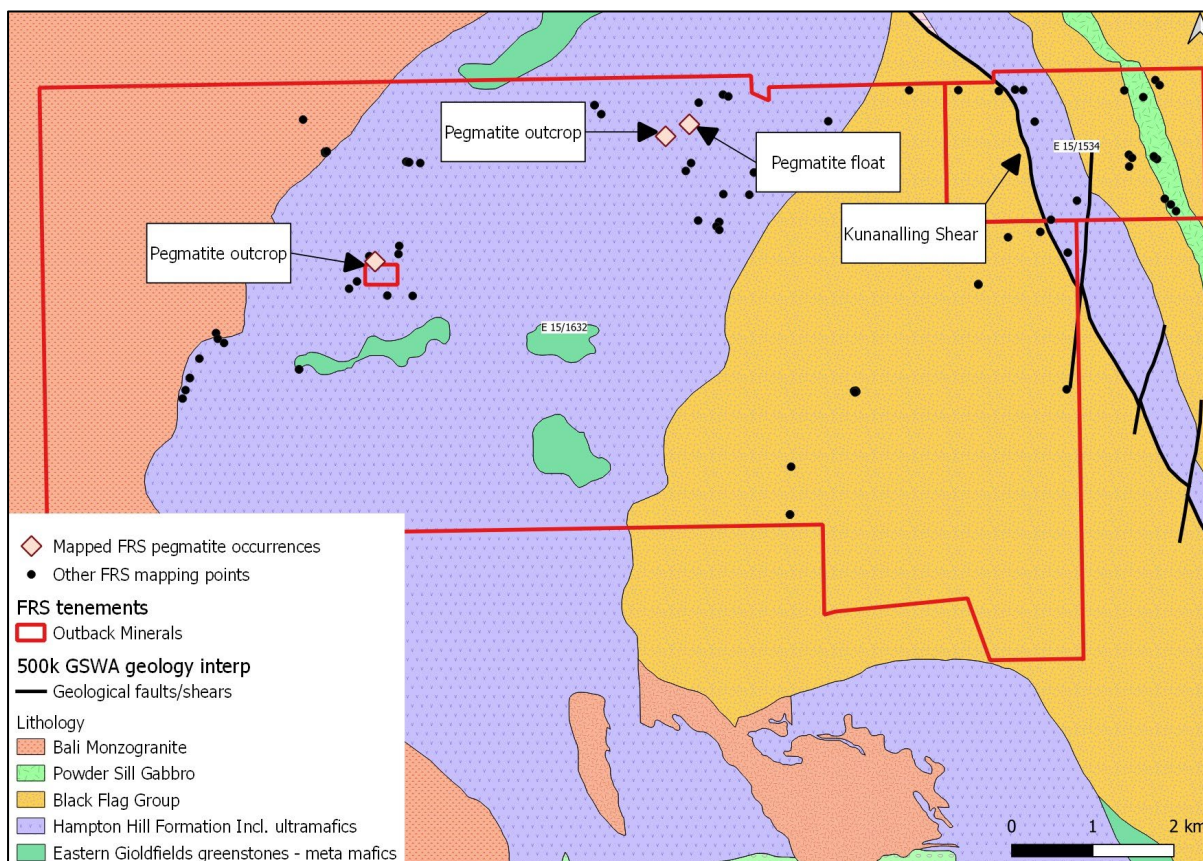 Pegmatite outcrop
Pegmatite float
E 15/1534
Kunanalling Shear
Pegmatite outcrop
E 15/1632
Mapped FRS pegmatite occurrences
Other FRS mapping points
FRS tenements
Outback Minerals
500k GSWA geology interp
Geological faults/shears
Lithology
Bali Monzogranite
Powder Sill Gabbro
Black Flag Group
Hampton Hill Formation Incl. ultramafics
Eastern Gioldfields greenstones - meta mafics
0 1 2 km